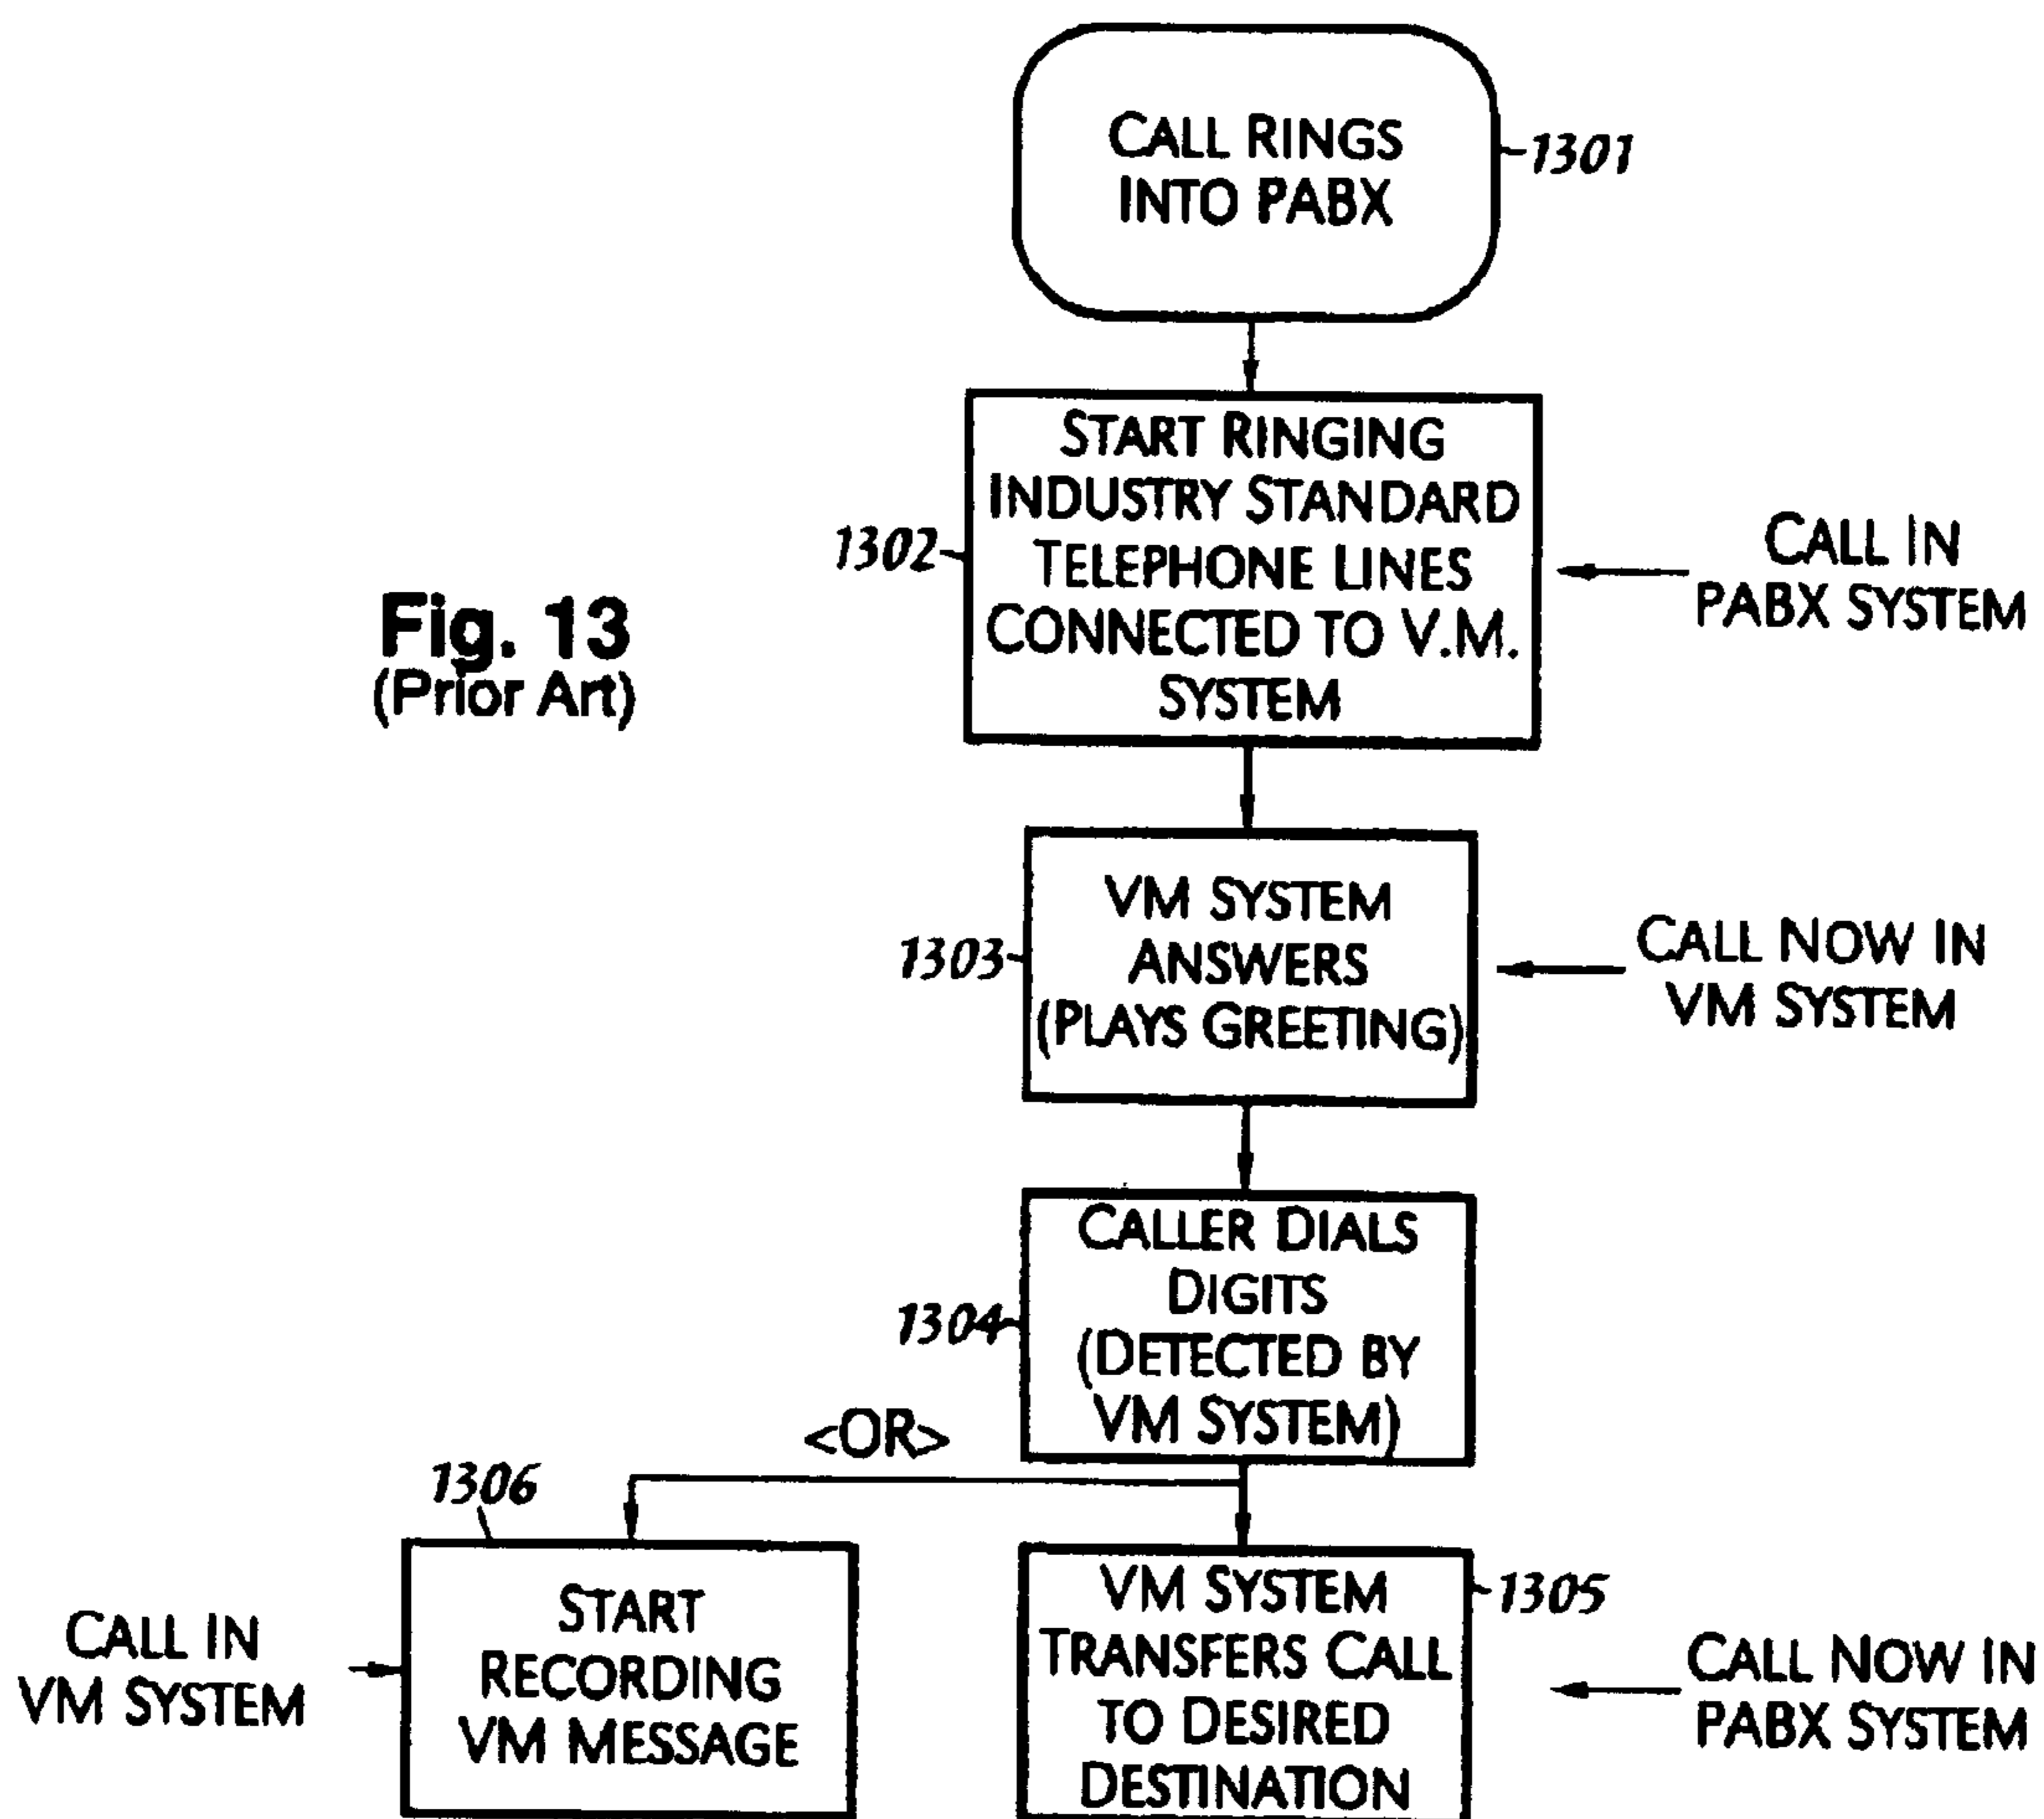 CALL RINGS
INTO PABX
1301
START RINGING
INDUSTRY STANDARD
TELEPHONE LINES
CONNECTED TO V.M.
SYSTEM
1302
CALL IN
PABX SYSTEM
Fig. 13
(Prior Art)
VM SYSTEM
ANSWERS
(PLAYS GREETING)
1303
CALL NOW IN
VM SYSTEM
CALLER DIALS
DIGITS
(DETECTED BY
VM SYSTEM)
1304
<OR>
1306
START
RECORDING
VM MESSAGE
CALL IN
VM SYSTEM
VM SYSTEM
TRANSFERS CALL
TO DESIRED
DESTINATION
1305
CALL NOW IN
PABX SYSTEM